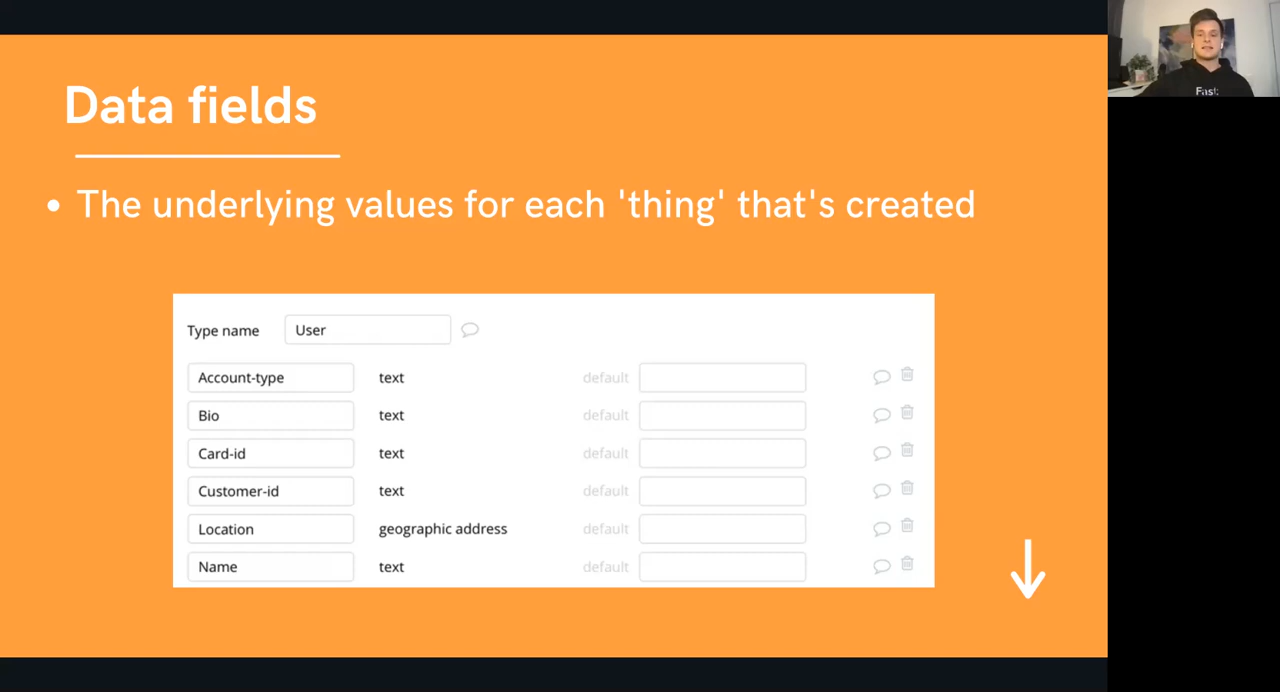 Data fields
• The underlying values for each 'thing' that's created
Type name User
Account-type text default
Bio text default
Card-id text default
Customer-id text default
Location geographic address default
Name text default
Fast.